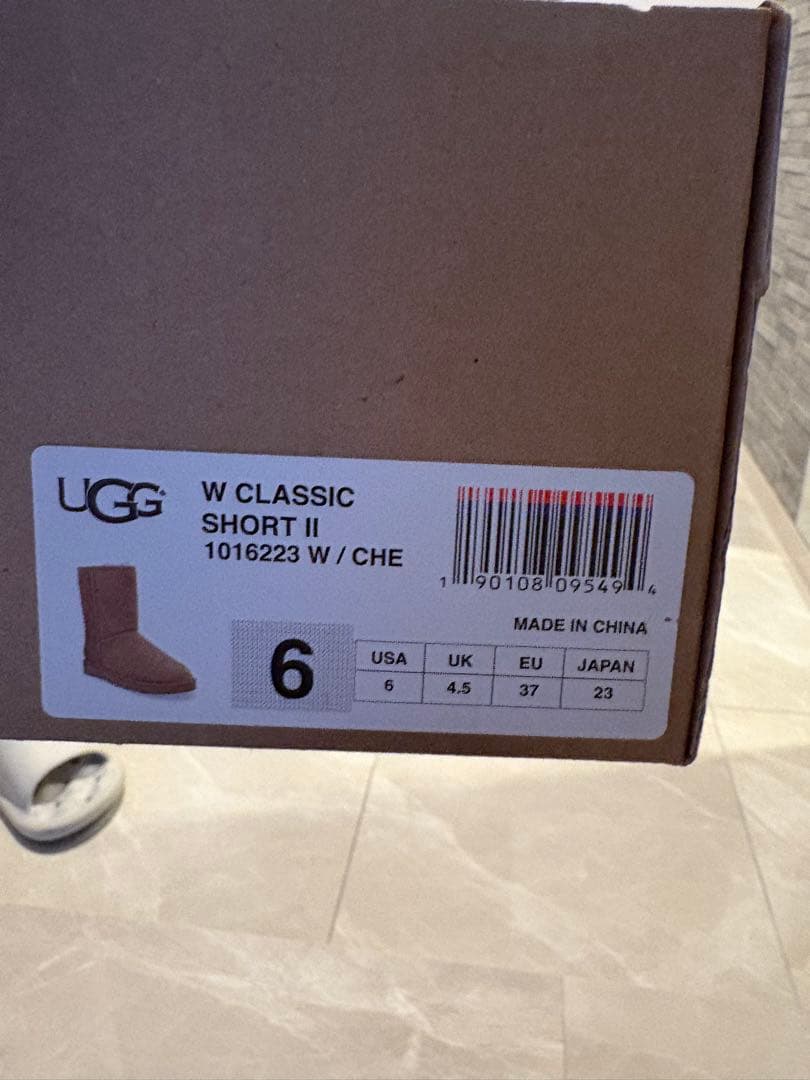 UGG
W CLASSIC
SHORT II
1016223 W / CHE
1 90108 09549 4
MADE IN CHINA
6
USA UK EU JAPAN
6 4.5 37 23